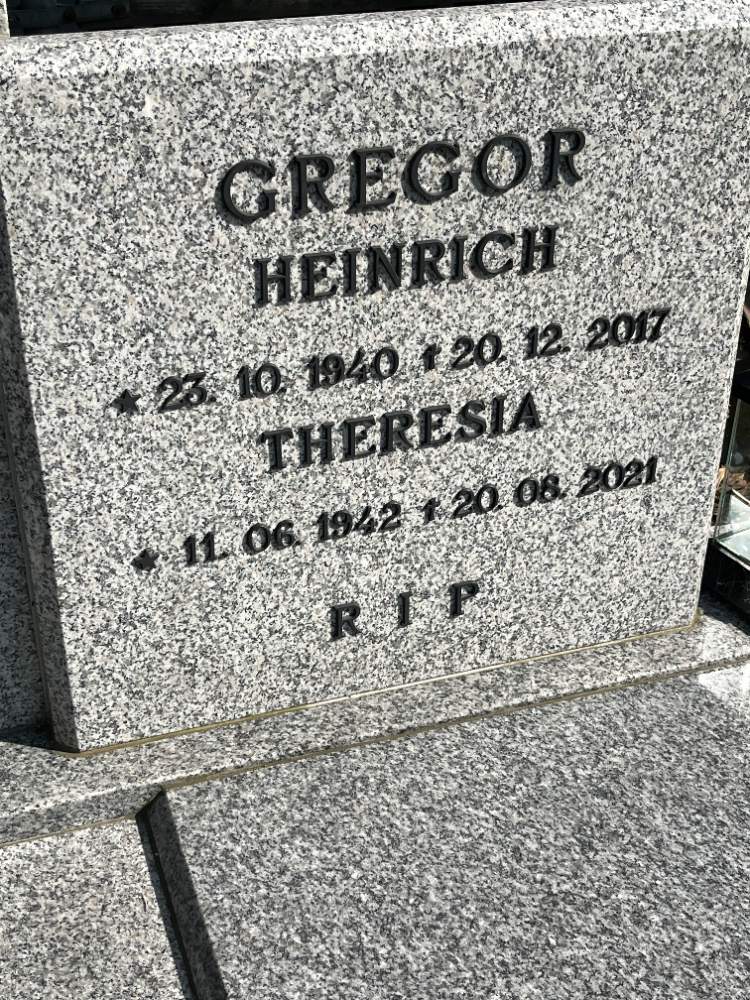 GREGOR
HEINRICH
★ 23. 10. 1940 † 20. 12. 2017
THERESIA
★ 11. 06. 1942 † 20. 08. 2021
R I P